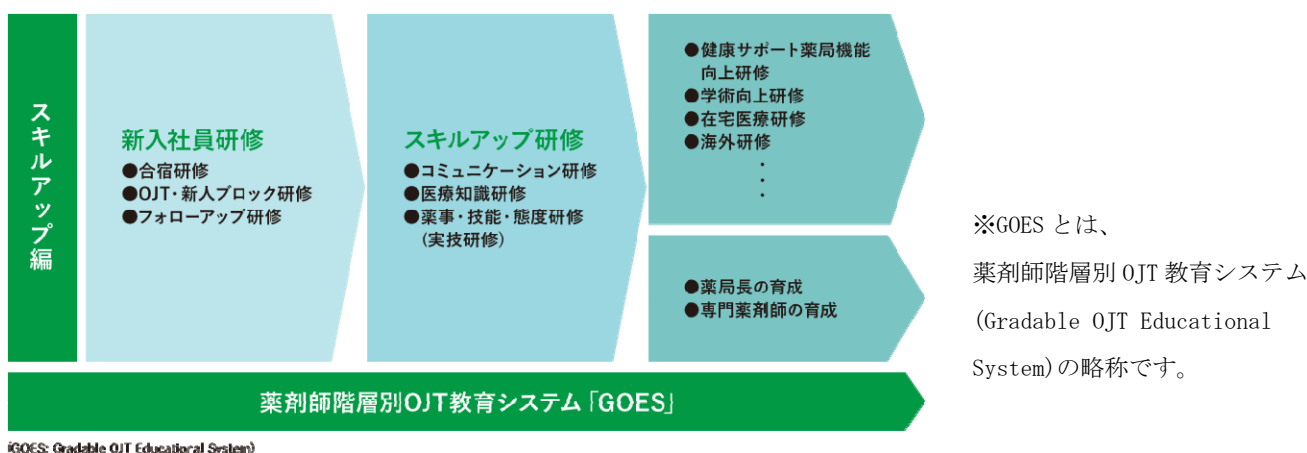 スキルアップ編
新入社員研修
●合宿研修
●OJT・新人ブロック研修
●フォローアップ研修
スキルアップ研修
●コミュニケーション研修
●医療知識研修
●薬事・技能・態度研修
(実技研修)
●健康サポート薬局機能
向上研修
●学術向上研修
●在宅医療研修
●海外研修
・
・
・
●薬局長の育成
●専門薬剤師の育成
薬剤師階層別OJT教育システム「GOES」
GOES: Gradable OJT Educational System)
※GOES とは、
薬剤師階層別 OJT 教育システム
(Gradable OJT Educational
System)の略称です。